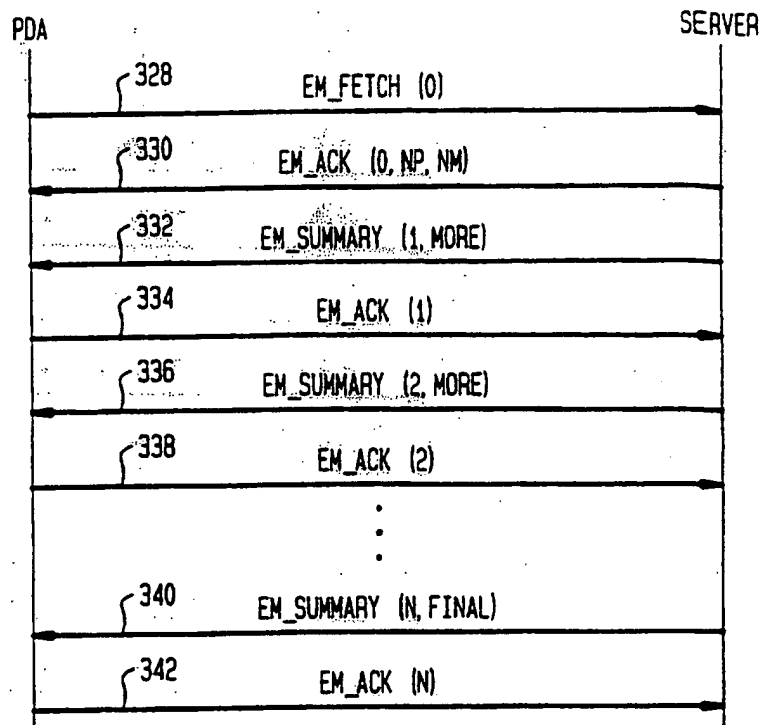 PDA SERVER
328 EM_FETCH (0)
330 EM_ACK (0, NP, NM)
332 EM_SUMMARY (1, MORE)
334 EM_ACK (1)
336 EM_SUMMARY (2, MORE)
338 EM_ACK (2)
340 EM_SUMMARY (N, FINAL)
342 EM_ACK (N)